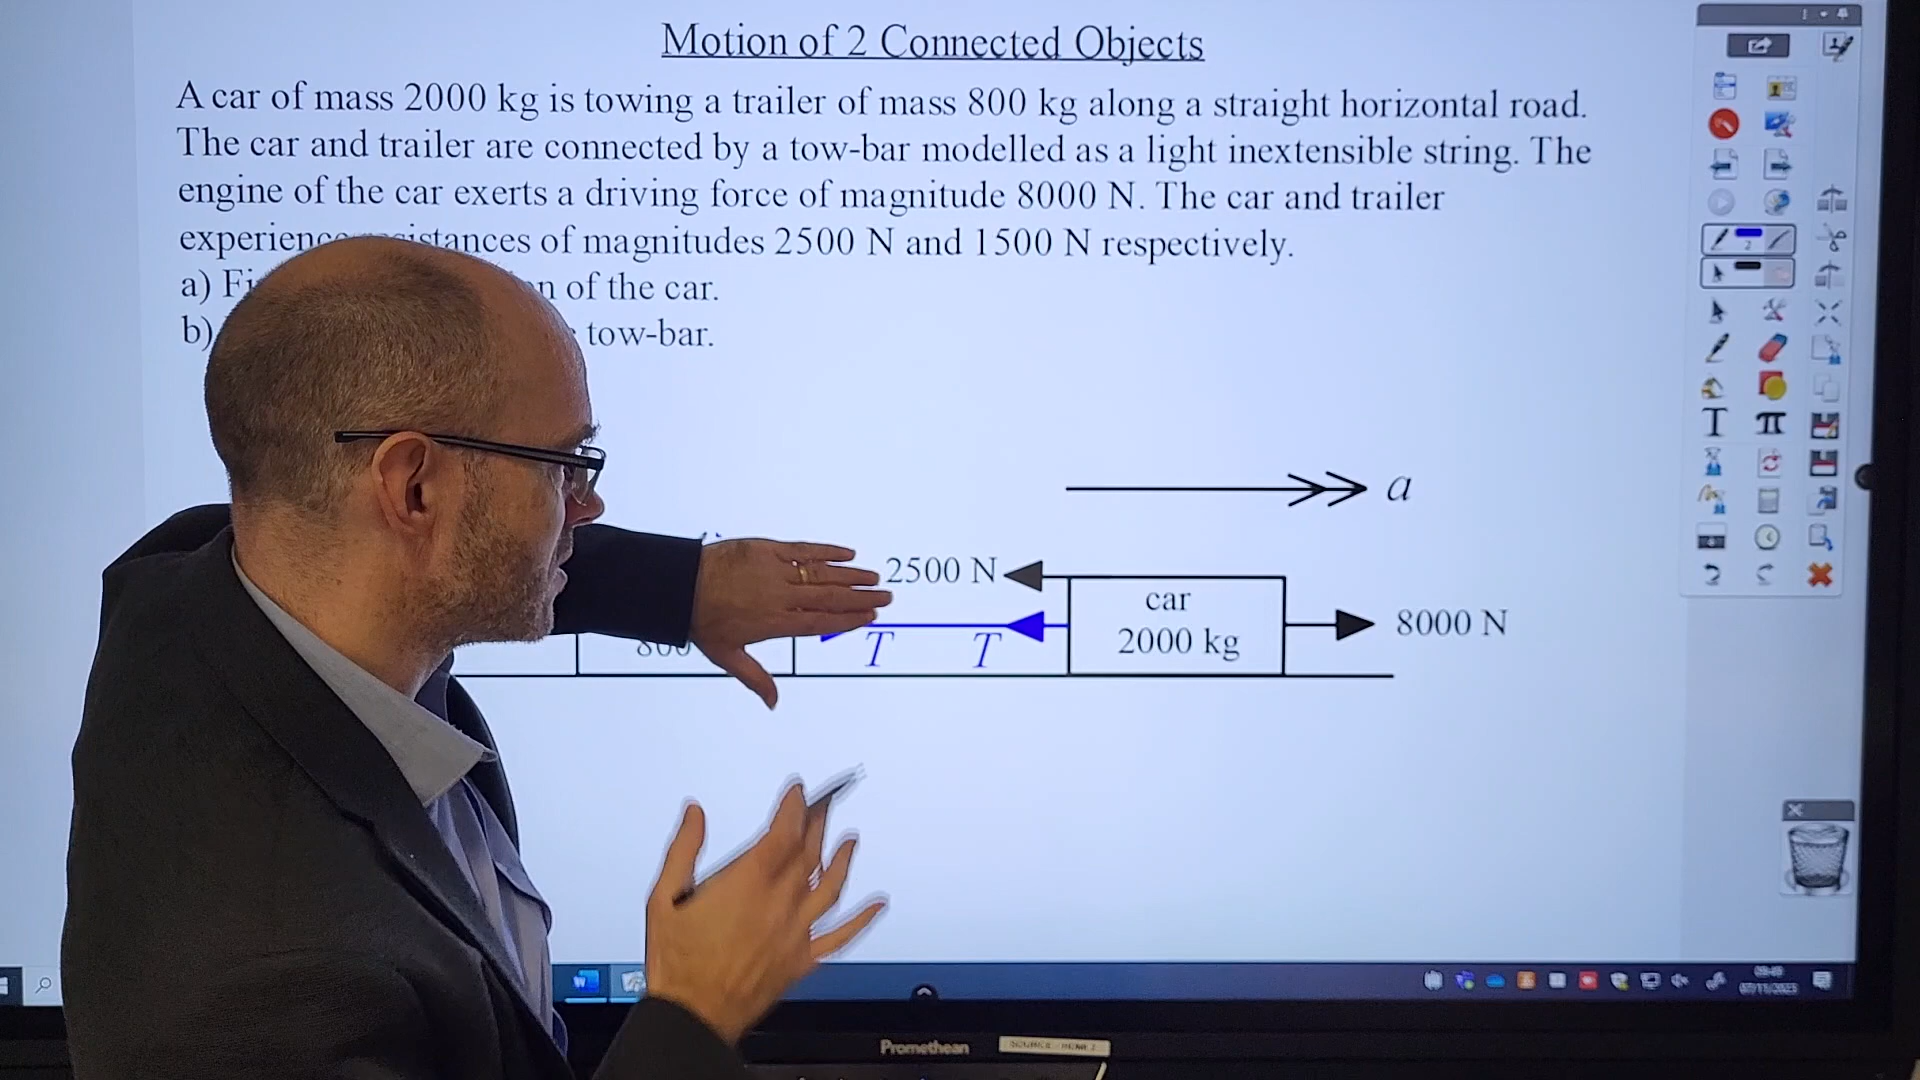 Motion of 2 Connected Objects
A car of mass 2000 kg is towing a trailer of mass 800 kg along a straight horizontal road.
The car and trailer are connected by a tow-bar modelled as a light inextensible string. The
engine of the car exerts a driving force of magnitude 8000 N. The car and trailer
of magnitudes 2500 N and 1500 N respectively.
a) of the car.
b) tow-bar.
a
2500 N
car
8000 N
T T 2000 kg
T π
Promethean